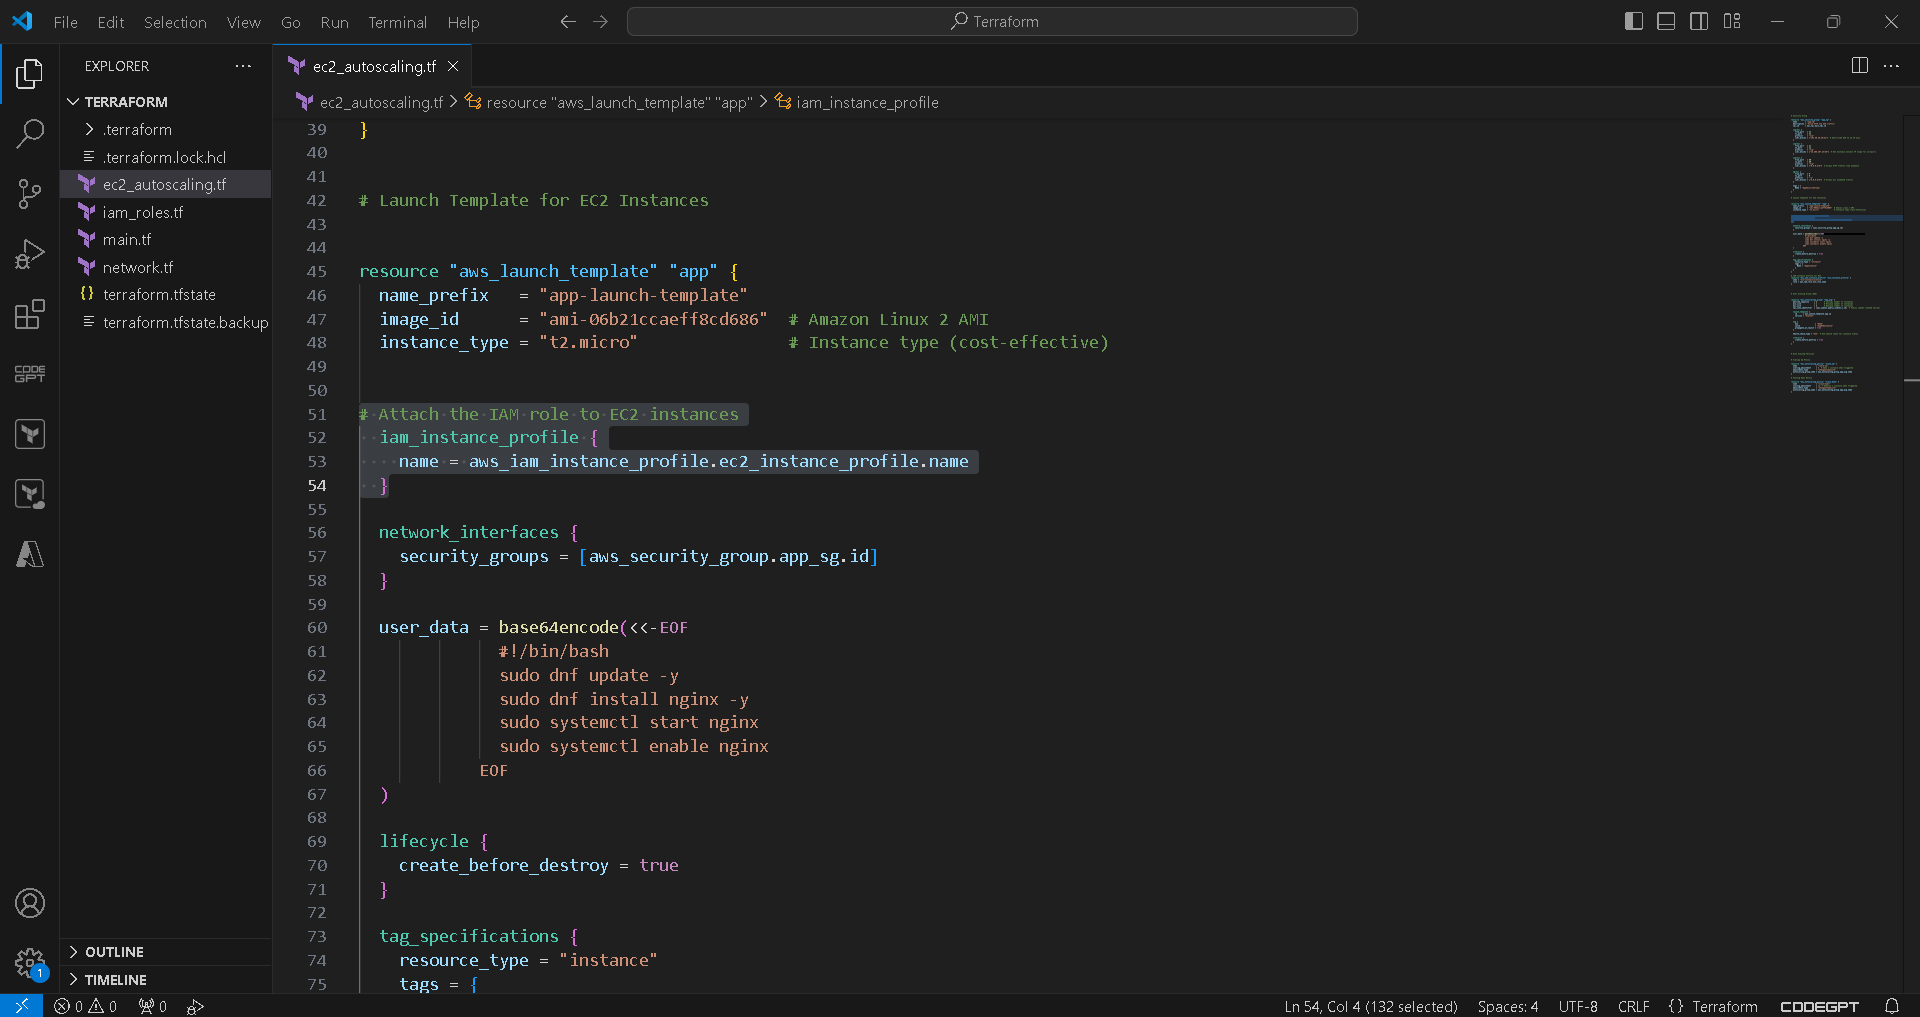 File Edit Selection View Go Run Terminal Help
Terraform
EXPLORER
TERRAFORM
.terraform
.terraform.lock.hcl
ec2_autoscaling.tf
iam_roles.tf
main.tf
network.tf
terraform.tfstate
terraform.tfstate.backup
OUTLINE
TIMELINE
CODE
GPT
1
ec2_autoscaling.tf
ec2_autoscaling.tf > resource "aws_launch_template" "app" > iam_instance_profile
39 }
40
41
42 # Launch Template for EC2 Instances
43
44
45 resource "aws_launch_template" "app" {
46 name_prefix = "app-launch-template"
47 image_id = "ami-06b21ccaeff8cd686" # Amazon Linux 2 AMI
48 instance_type = "t2.micro" # Instance type (cost-effective)
49
50
51 # Attach the IAM role to EC2 instances
52 iam_instance_profile {
53 name = aws_iam_instance_profile.ec2_instance_profile.name
54 }
55
56 network_interfaces {
57 security_groups = [aws_security_group.app_sg.id]
58 }
59
60 user_data = base64encode(<<-EOF
61 #!/bin/bash
62 sudo dnf update -y
63 sudo dnf install nginx -y
64 sudo systemctl start nginx
65 sudo systemctl enable nginx
66 EOF
67 )
68
69 lifecycle {
70 create_before_destroy = true
71 }
72
73 tag_specifications {
74 resource_type = "instance"
75 tags = {
0 0 0
Ln 54, Col 4 (132 selected) Spaces: 4 UTF-8 CRLF {} Terraform CODEGPT